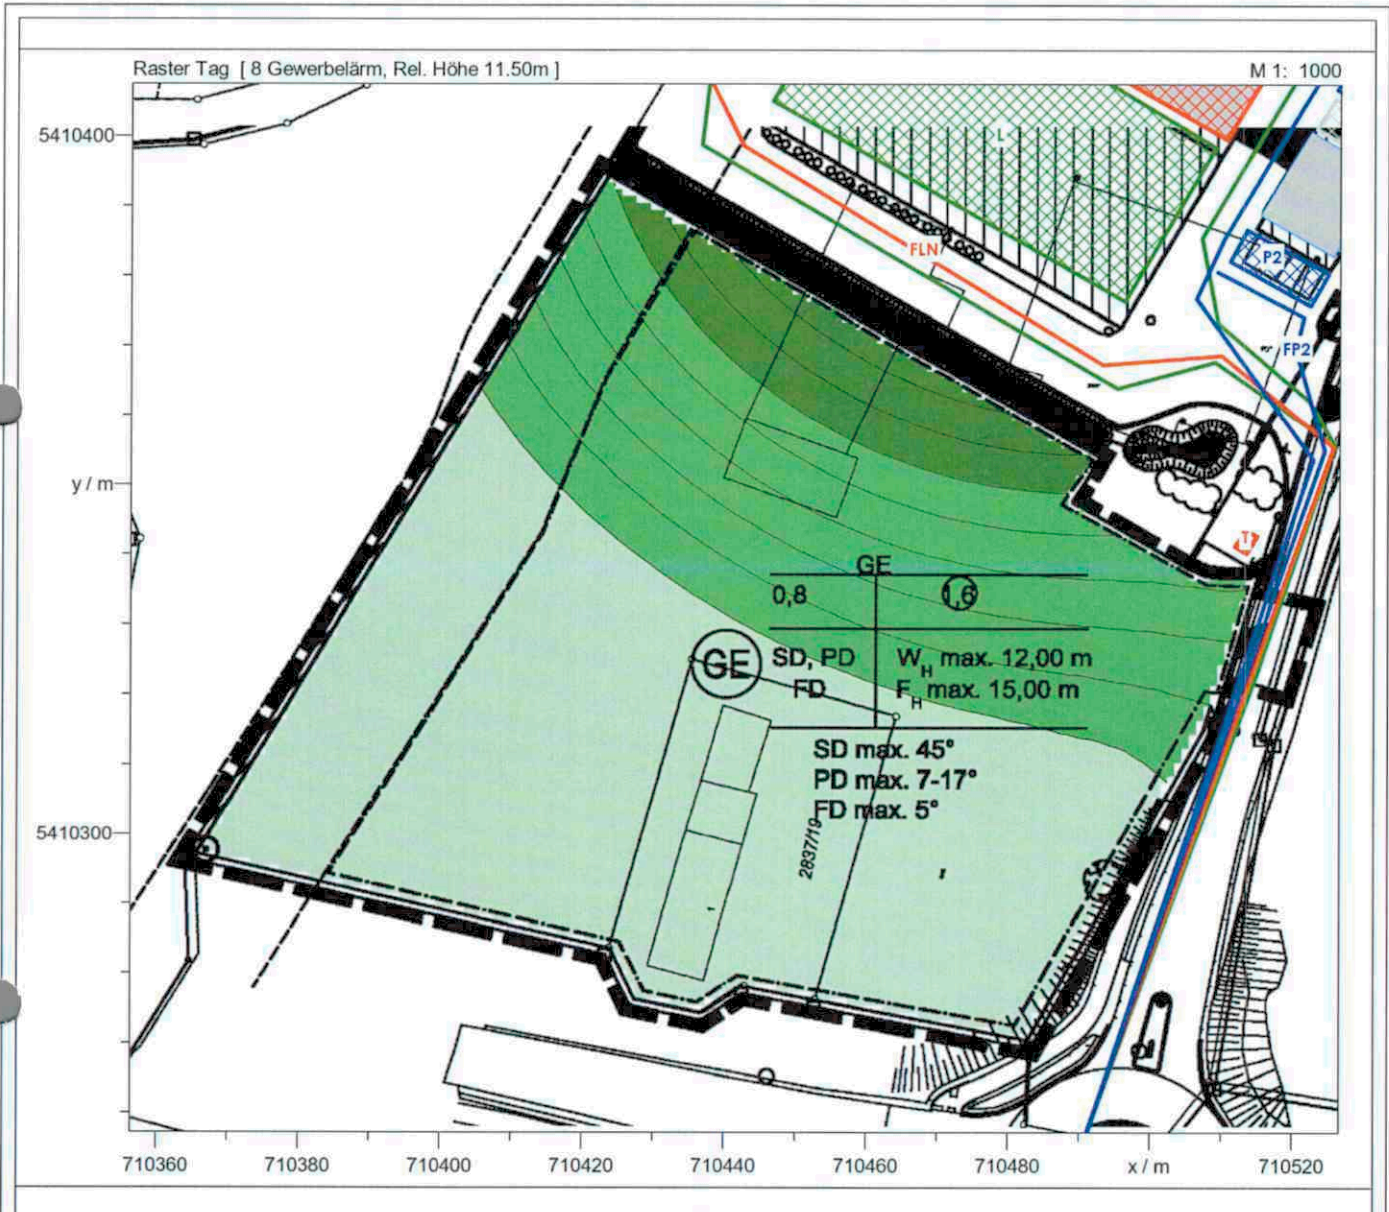 Raster Tag [ 8 Gewerbelärm, Rel. Höhe 11.50m ]
M 1: 1000
5410400
L
FLN
P2
FP2
y / m
T
GE
0,8
1,6
GE
SD, PD
FD
W_H max. 12,00 m
F_H max. 15,00 m
SD max. 45°
PD max. 7-17°
FD max. 5°
5410300
2837/19
710360
710380
710400
710420
710440
710460
710480
x / m
710520